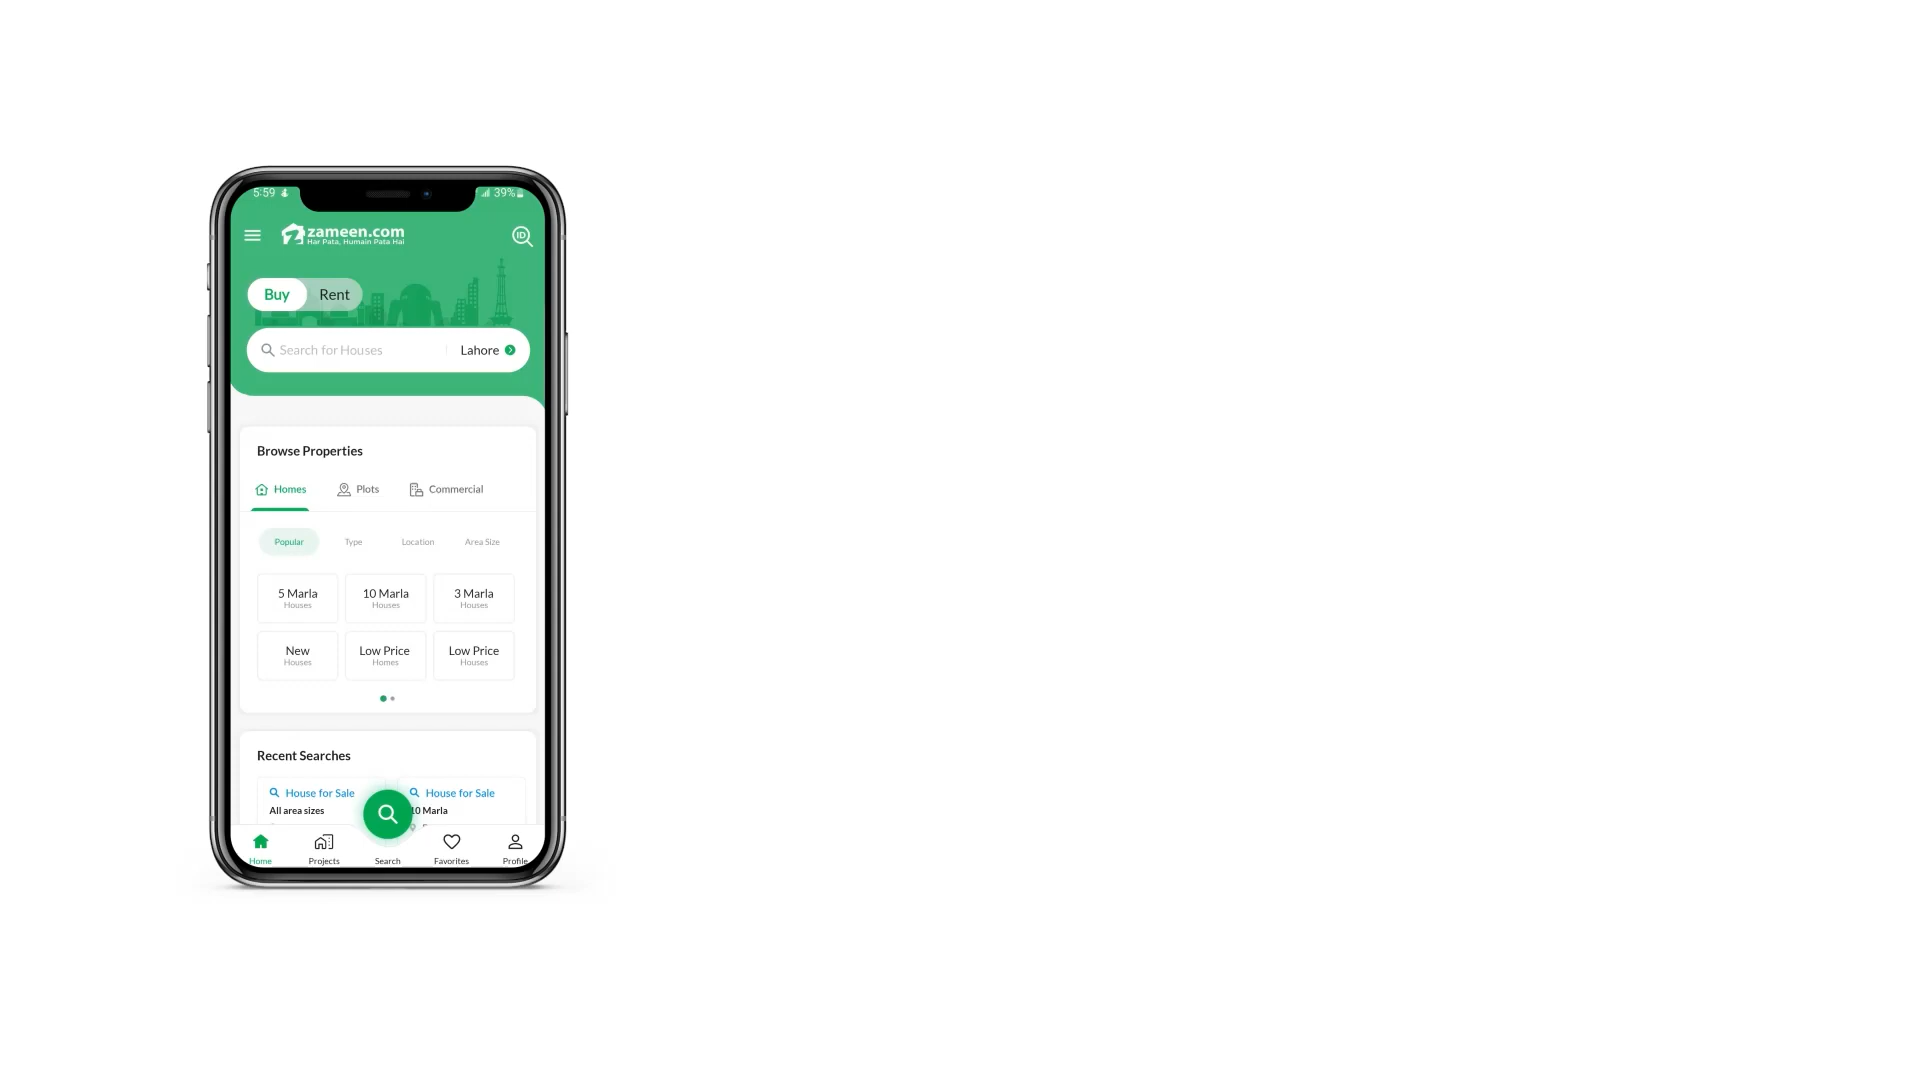 5:59
39%
zameen.com
Har Pata, Humain Pata Hai
ID
Buy Rent
Search for Houses Lahore
Browse Properties
Homes Plots Commercial
Popular Type Location Area Size
5 Marla 10 Marla 3 Marla
Houses Houses Houses
New Low Price Low Price
Houses Homes Houses
Recent Searches
House for Sale House for Sale
All area sizes 10 Marla
Home Projects Search Favorites Profile